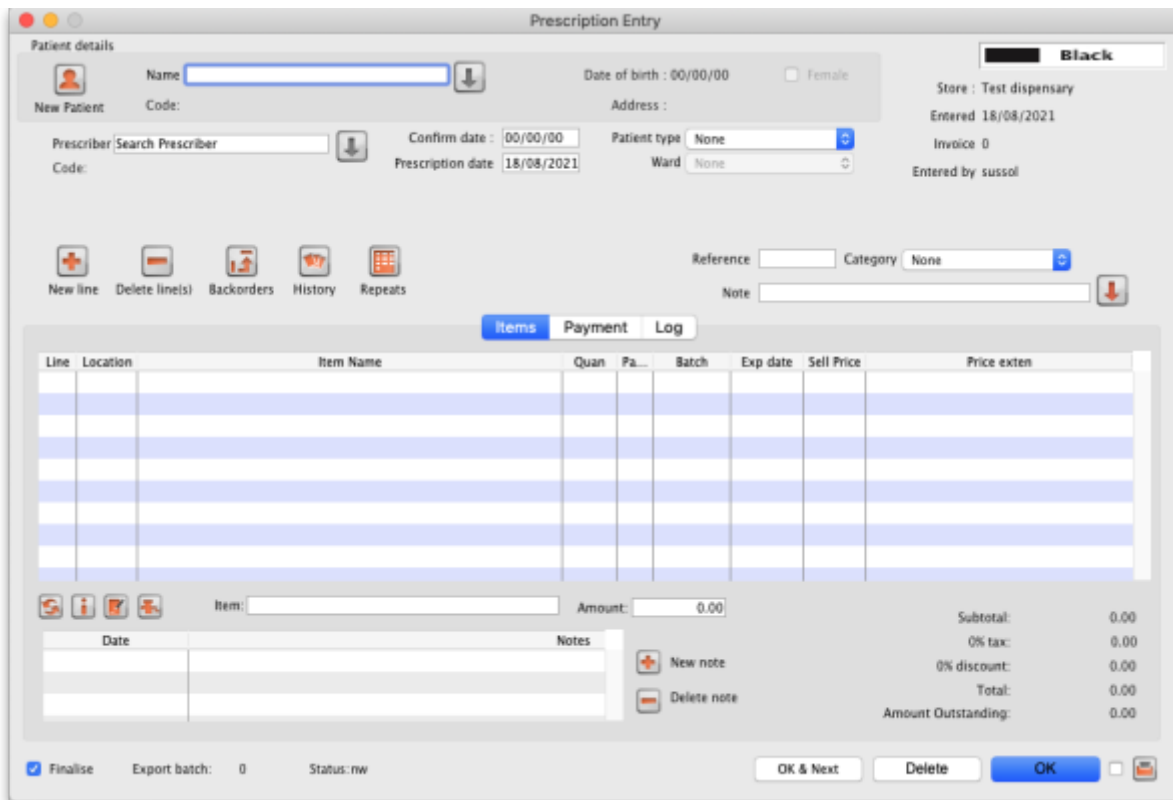 Prescription Entry
Patient details
Black
Name
Date of birth : 00/00/00
Female
New Patient
Code:
Address :
Store : Test dispensary
Entered 18/08/2021
Prescriber Search Prescriber
Confirm date : 00/00/00
Patient type None
Invoice 0
Code:
Prescription date 18/08/2021
Ward None
Entered by sussol
Reference
Category None
New line Delete line(s) Backorders History Repeats
Note
Items Payment Log
Line Location Item Name Quan Pa... Batch Exp date Sell Price Price exten
Item:
Amount: 0.00
Subtotal: 0.00
Date Notes
0% tax: 0.00
New note
0% discount: 0.00
Delete note
Total: 0.00
Amount Outstanding: 0.00
Finalise Export batch: 0 Status: nw
OK & Next Delete OK